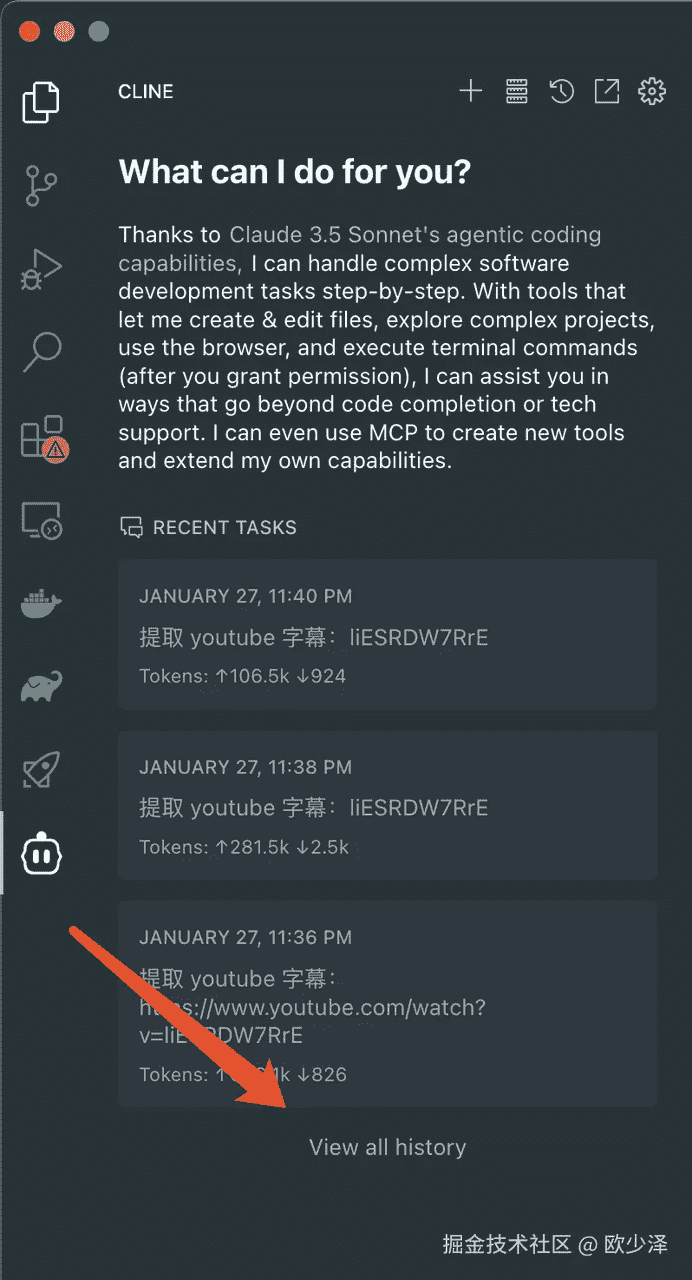 CLINE
What can I do for you?
Thanks to Claude 3.5 Sonnet's agentic coding
capabilities, I can handle complex software
development tasks step-by-step. With tools that
let me create & edit files, explore complex projects,
use the browser, and execute terminal commands
(after you grant permission), I can assist you in
ways that go beyond code completion or tech
support. I can even use MCP to create new tools
and extend my own capabilities.
RECENT TASKS
JANUARY 27, 11:40 PM
提取 youtube 字幕：liESRDW7RrE
Tokens: ↑106.5k ↓924
JANUARY 27, 11:38 PM
提取 youtube 字幕：liESRDW7RrE
Tokens: ↑281.5k ↓2.5k
JANUARY 27, 11:36 PM
提取 youtube 字幕：
https://www.youtube.com/watch?
v=liESRDW7RrE
Tokens: ↓826
View all history
掘金技术社区 @ 欧少泽